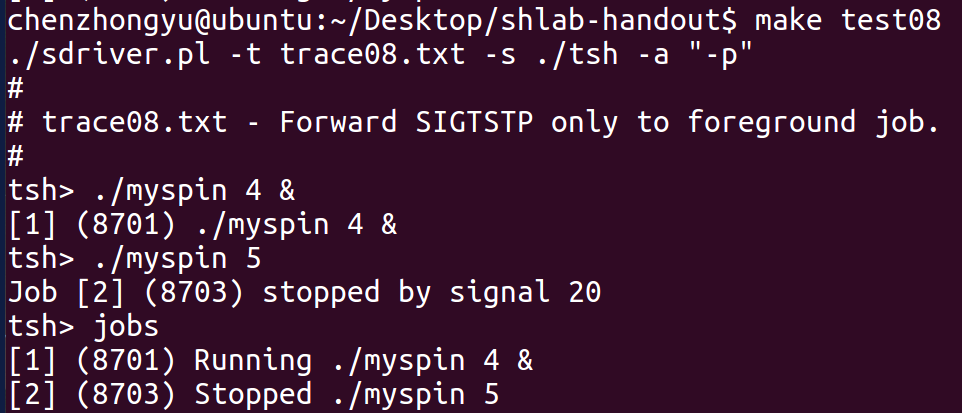 chenzhongyu@ubuntu:~/Desktop/shlab-handout$ make test08
./sdriver.pl -t trace08.txt -s ./tsh -a "-p"
#
# trace08.txt - Forward SIGTSTP only to foreground job.
#
tsh> ./myspin 4 &
[1] (8701) ./myspin 4 &
tsh> ./myspin 5
Job [2] (8703) stopped by signal 20
tsh> jobs
[1] (8701) Running ./myspin 4 &
[2] (8703) Stopped ./myspin 5